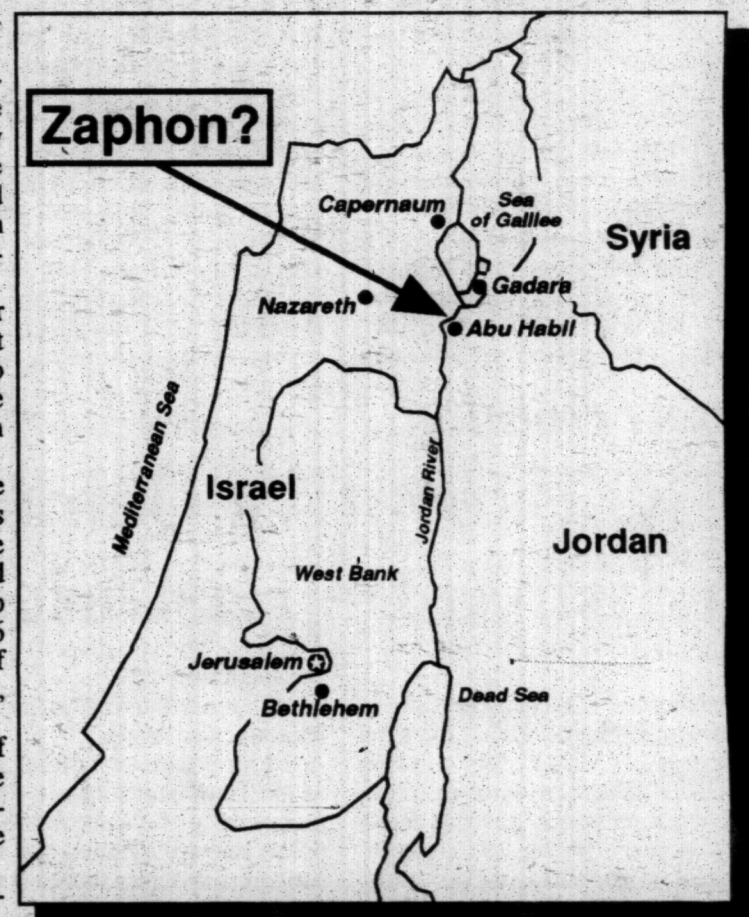 Zaphon?
Capernaum
Sea
of Galilee
Syria
Gadara
Nazareth
Abu Habil
Mediterranean Sea
Israel
Jordan River
Jordan
West Bank
Jerusalem
Dead Sea
Bethlehem